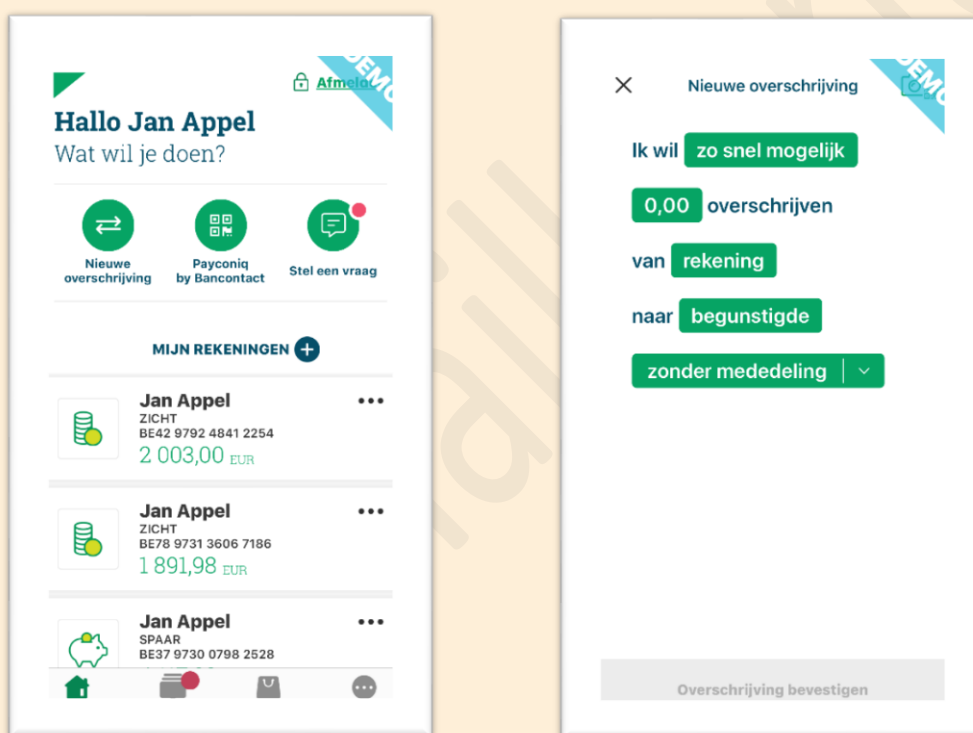 DEMO
Afmelden
Hallo Jan Appel
Wat wil je doen?
Nieuwe
overschrijving
Payconiq
by Bancontact
Stel een vraag
MIJN REKENINGEN
Jan Appel
ZICHT
BE42 9792 4841 2254
2 003,00 EUR
Jan Appel
ZICHT
BE78 9731 3606 7186
1 891,98 EUR
Jan Appel
SPAAR
BE37 9730 0798 2528
DEMO
Nieuwe overschrijving
Ik wil zo snel mogelijk
0,00 overschrijven
van rekening
naar begunstigde
zonder mededeling
Overschrijving bevestigen